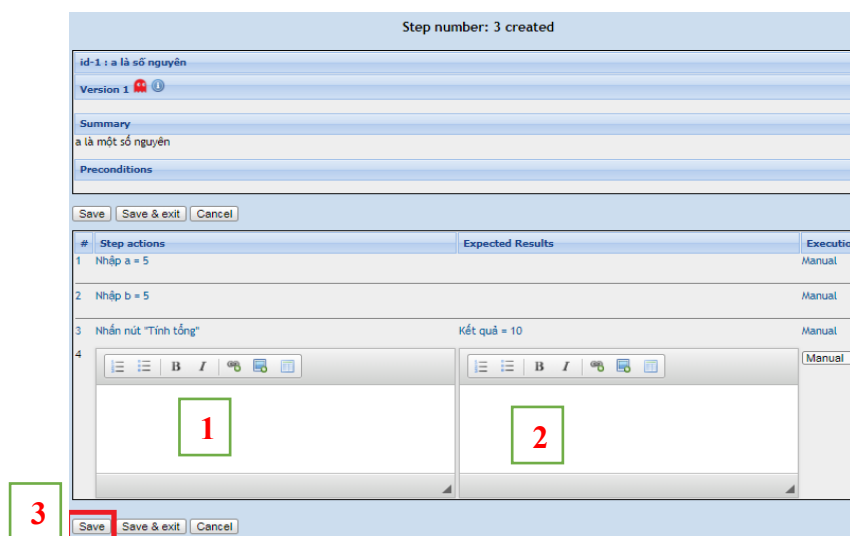 Step number: 3 created
id-1 : a là số nguyên
Version 1
Summary
a là một số nguyên
Preconditions
Save Save & exit Cancel
# Step actions Expected Results Executio
1 Nhập a = 5 Manual
2 Nhập b = 5 Manual
3 Nhấn nút "Tính tổng" Kết quả = 10 Manual
4 B I B I Manual
1 2
3
Save Save & exit Cancel